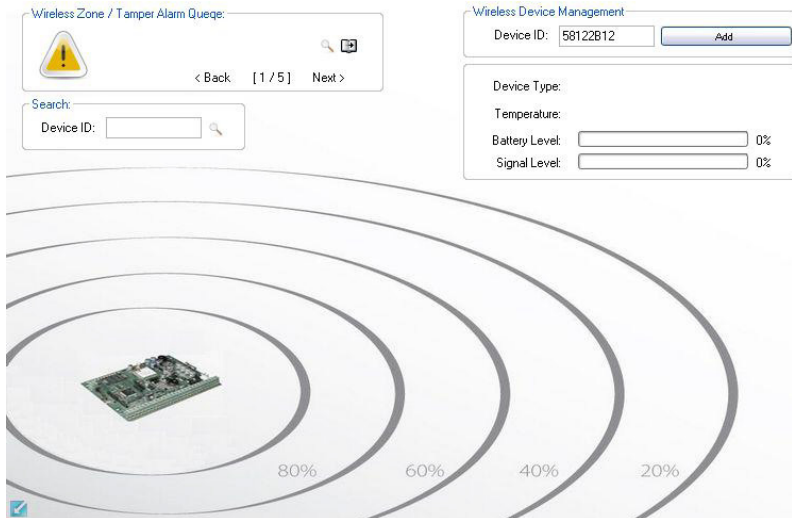 Wireless Zone / Tamper Alarm Queqe:
< Back [ 1 / 5 ] Next >
Search:
Device ID:
Wireless Device Management
Device ID: 58122B12 Add
Device Type:
Temperature:
Battery Level: 0%
Signal Level: 0%
80% 60% 40% 20%